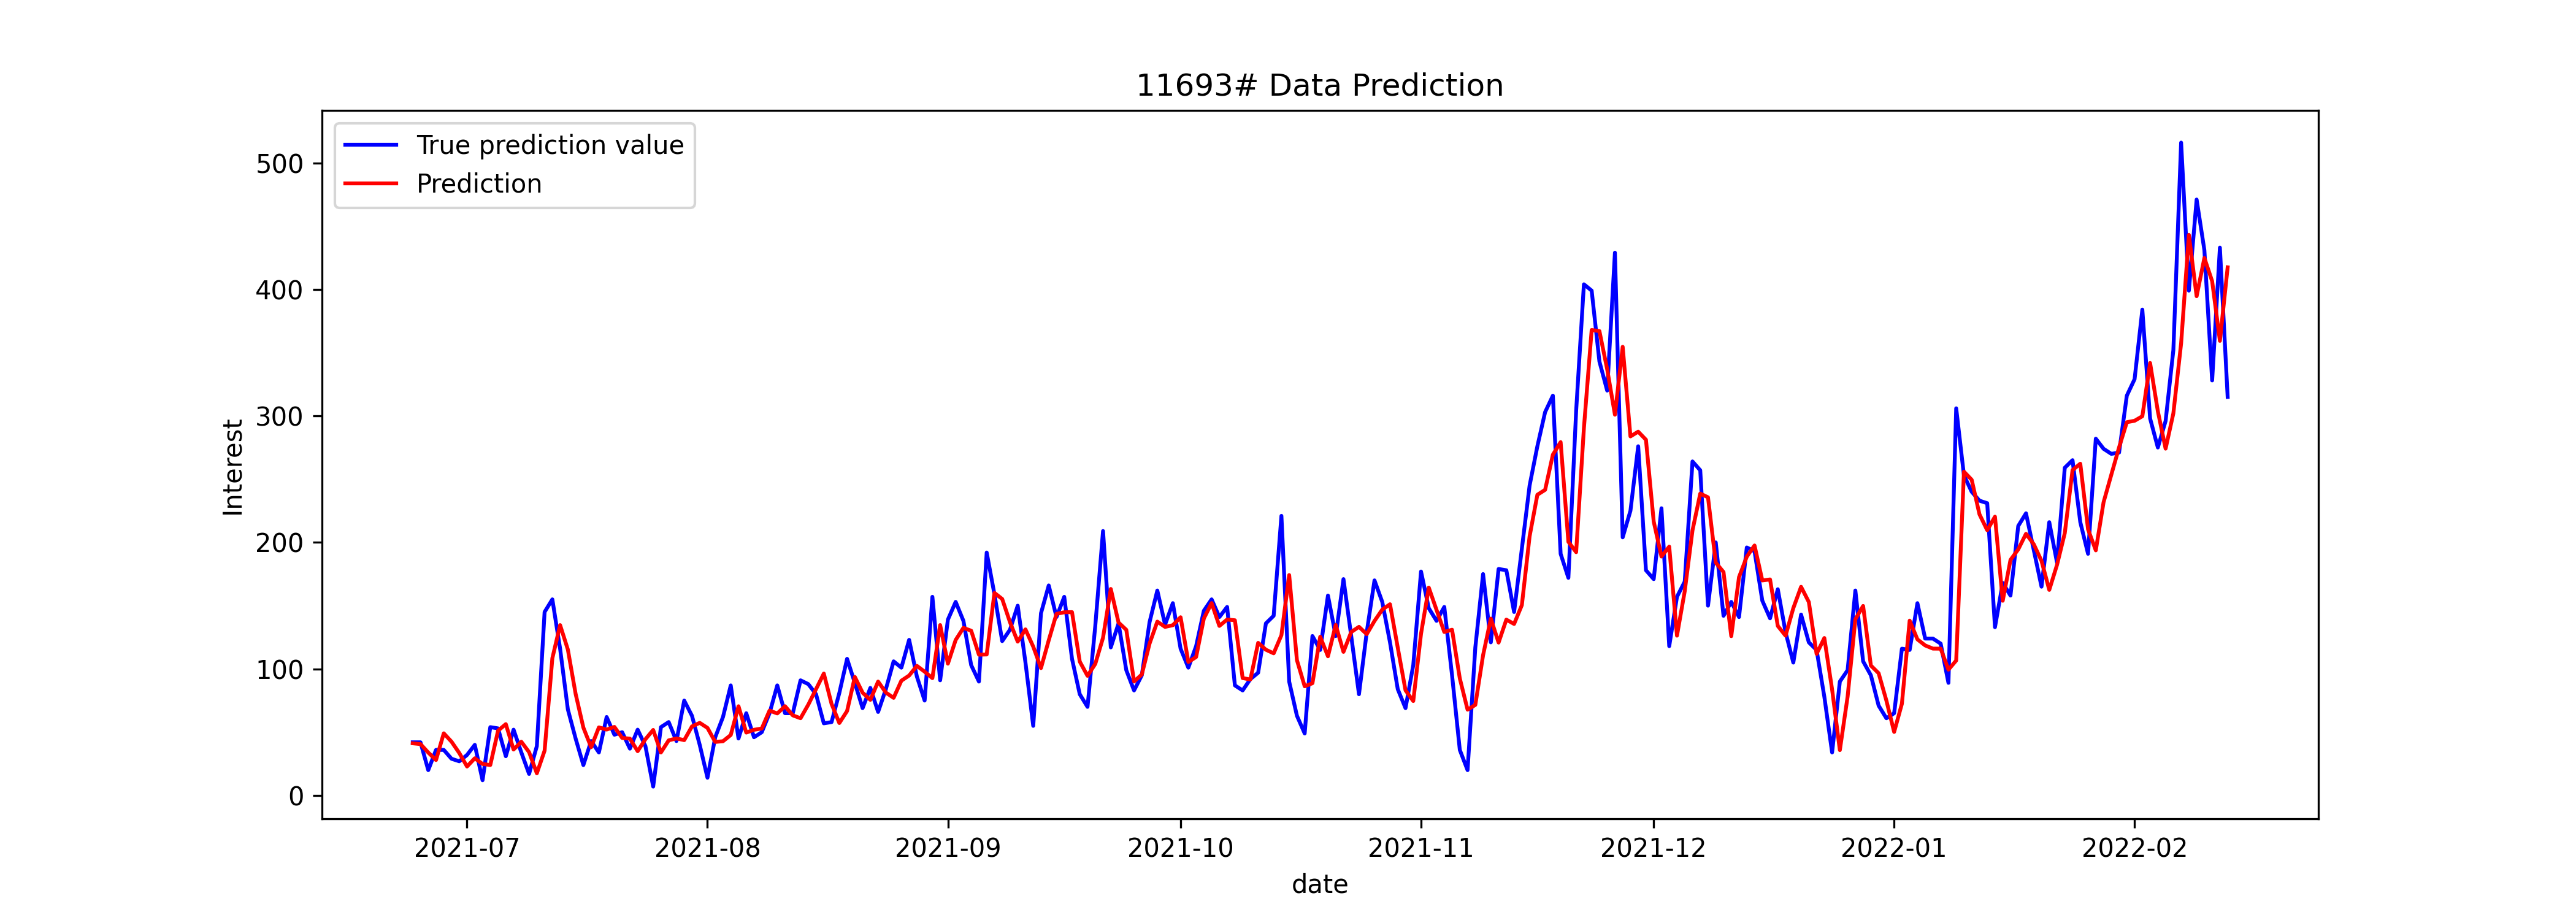 11693# Data Prediction
True prediction value
Prediction
500
400
300
200
100
0
Interest
2021-07 2021-08 2021-09 2021-10 2021-11 2021-12 2022-01 2022-02
date